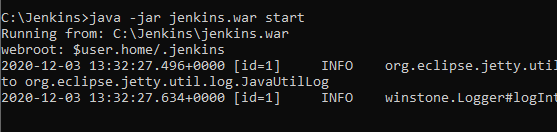 C:\Jenkins>java -jar jenkins.war start
Running from: C:\Jenkins\jenkins.war
webroot: $user.home/.jenkins
2020-12-03 13:32:27.496+0000 [id=1] INFO org.eclipse.jetty.util
to org.eclipse.jetty.util.log.JavaUtilLog
2020-12-03 13:32:27.634+0000 [id=1] INFO winstone.Logger#logInt